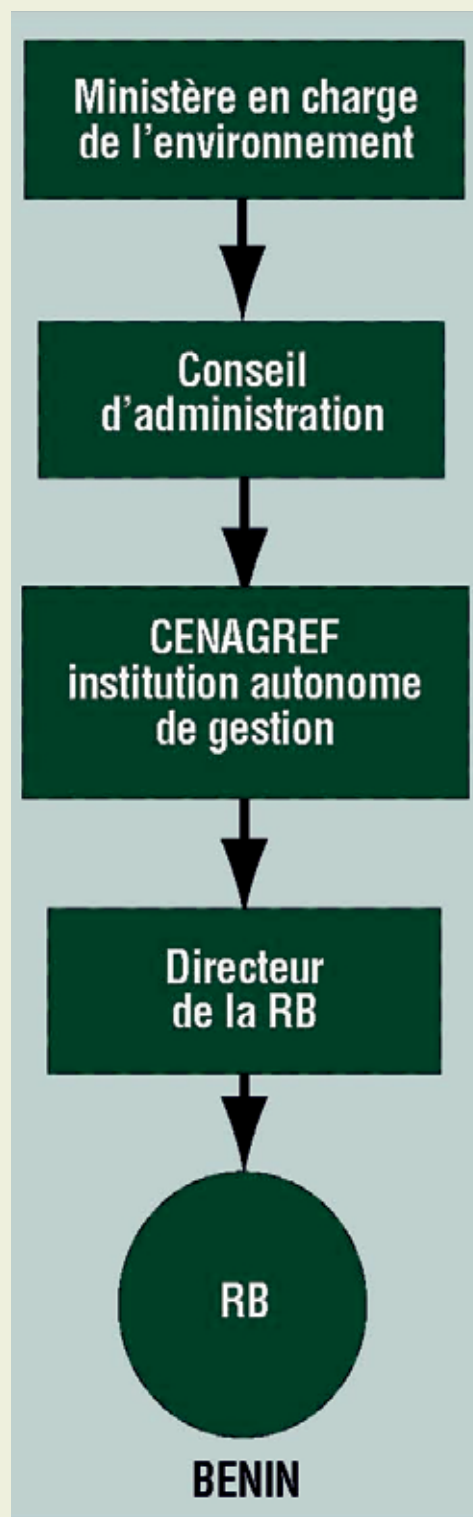 Ministère en charge
de l'environnement
Conseil
d'administration
CENAGREF
institution autonome
de gestion
Directeur
de la RB
RB
BENIN